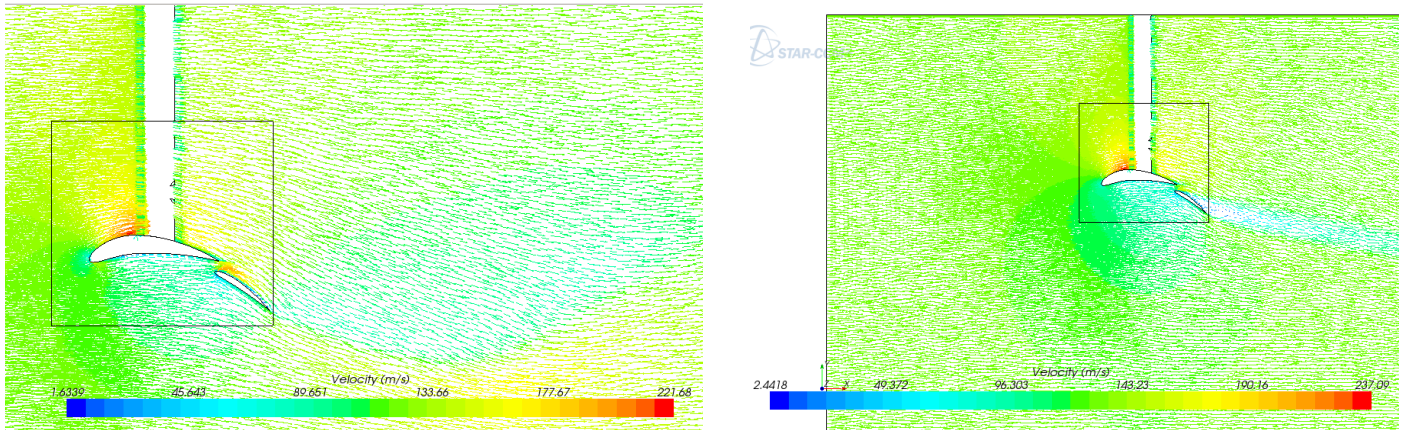 Velocity (m/s)
1.6339 45.643 89.651 133.66 177.67 221.68
STAR-C
Velocity (m/s)
2.4418 49.372 96.303 143.23 190.16 237.09
Y
Z X